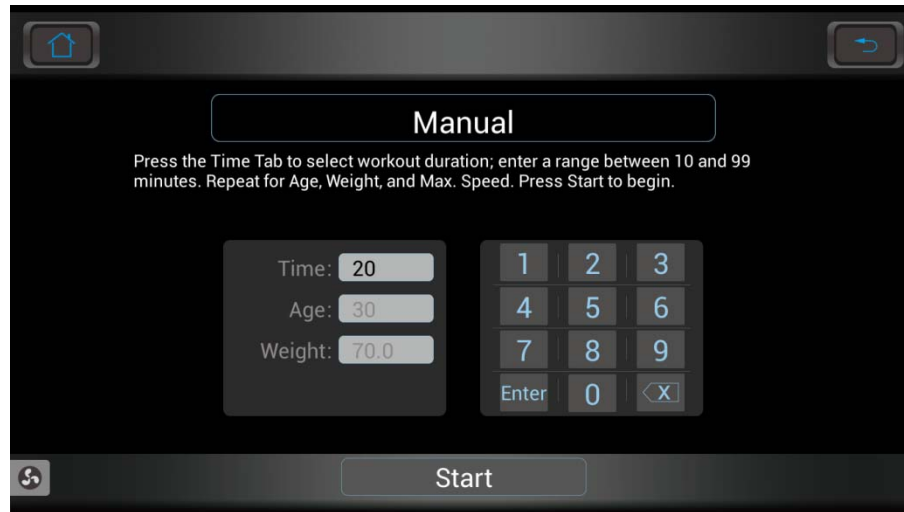 Manual
Press the Time Tab to select workout duration; enter a range between 10 and 99
minutes. Repeat for Age, Weight, and Max. Speed. Press Start to begin.
Time: 20
Age: 30
Weight: 70.0
1 2 3
4 5 6
7 8 9
Enter 0 X
Start